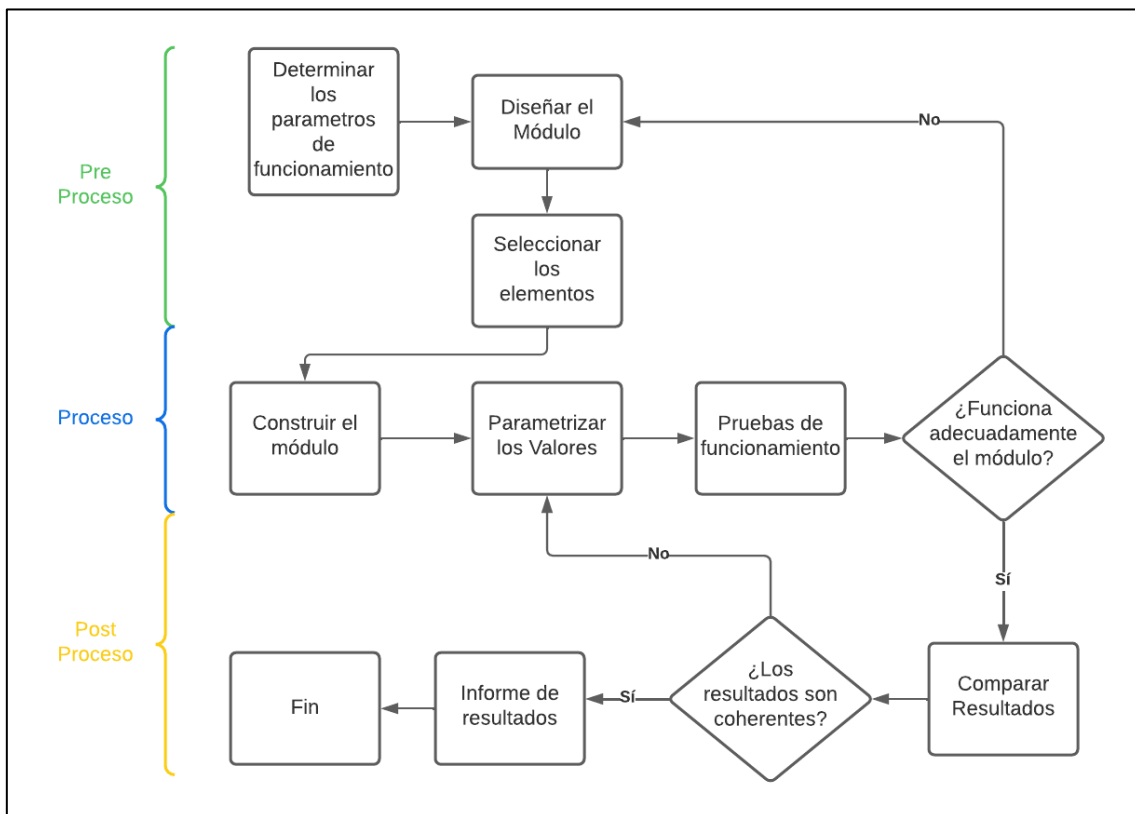 Pre
Proceso
Determinar
los
parametros
de
funcionamiento
Diseñar el
Módulo
No
Seleccionar
los
elementos
Proceso
Construir el
módulo
Parametrizar
los Valores
Pruebas de
funcionamiento
¿Funciona
adecuadamente
el módulo?
No
Sí
Post
Proceso
Fin
Informe de
resultados
Sí
¿Los
resultados son
coherentes?
Comparar
Resultados